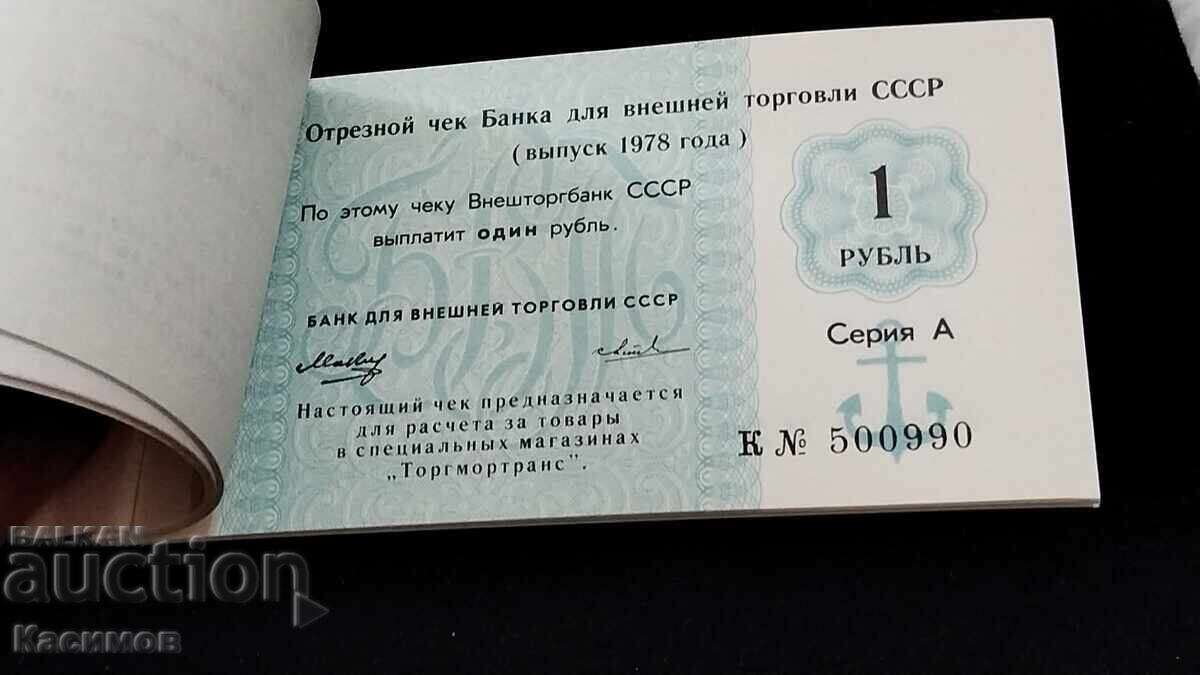 Отрезной чек Банка для внешней торговли СССР
(выпуск 1978 года)
По этому чеку Внешторгбанк СССР
выплатит один рубль.
БАНК ДЛЯ ВНЕШНЕЙ ТОРГОВЛИ СССР
Настоящий чек предназначается
для расчета за товары
в специальных магазинах
„Торгмортранс".
1
РУБЛЬ
Серия А
К № 500990
BALKAN
auction
Касимов